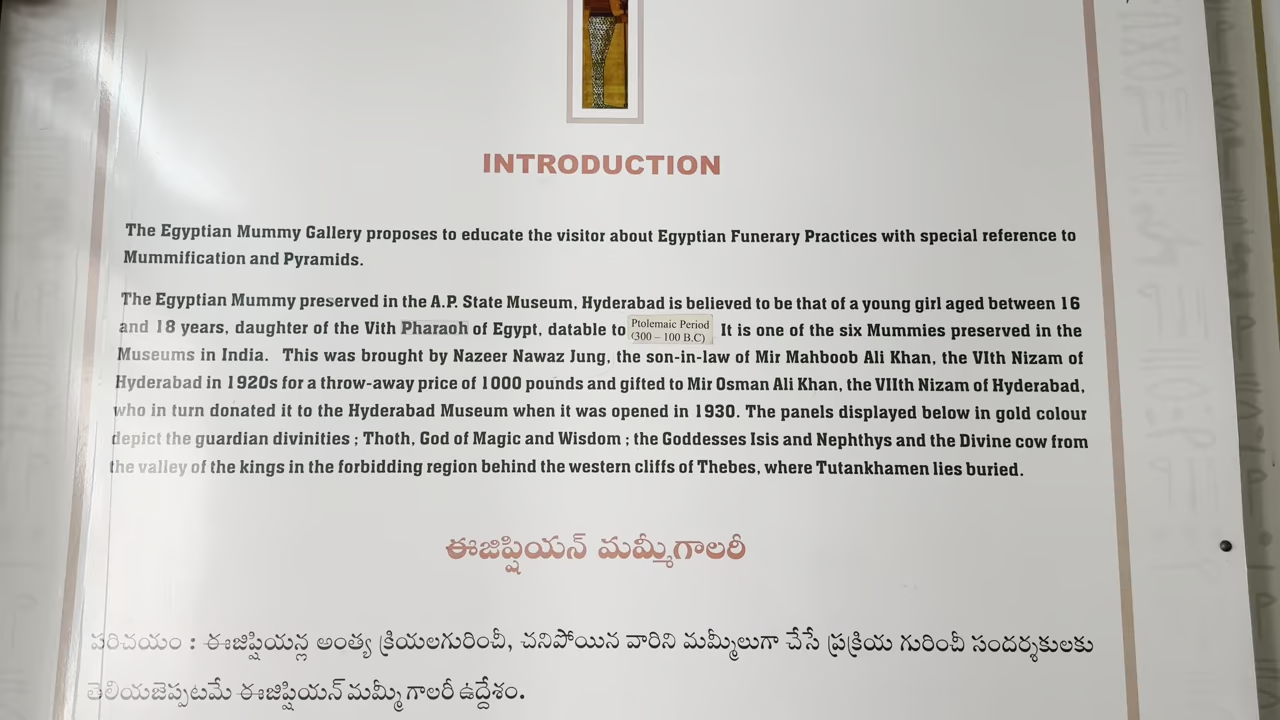 INTRODUCTION
The Egyptian Mummy Gallery proposes to educate the visitor about Egyptian Funerary Practices with special reference to
Mummification and Pyramids.
The Egyptian Mummy preserved in the A.P. State Museum, Hyderabad is believed to be that of a young girl aged between 16
and 18 years, daughter of the Vith Pharaoh of Egypt, datable to Ptolemaic Period (300 – 100 B.C) It is one of the six Mummies preserved in the
Museums in India. This was brought by Nazeer Nawaz Jung, the son-in-law of Mir Mahboob Ali Khan, the VIth Nizam of
Hyderabad in 1920s for a throw-away price of 1000 pounds and gifted to Mir Osman Ali Khan, the VIIth Nizam of Hyderabad,
who in turn donated it to the Hyderabad Museum when it was opened in 1930. The panels displayed below in gold colour
depict the guardian divinities ; Thoth, God of Magic and Wisdom ; the Goddesses Isis and Nephthys and the Divine cow from
the valley of the kings in the forbidding region behind the western cliffs of Thebes, where Tutankhamen lies buried.
ఈజిప్షియన్ మమ్మీగాలరీ
పరిచయం : ఈజిప్షియన్ల అంత్య క్రియలగురించీ, చనిపోయిన వారిని మమ్మీలుగా చేసే ప్రక్రియ గురించీ సందర్శకులకు
తెలియజెప్పటమే ఈజిప్షియన్ మమ్మీ గాలరీ ఉద్దేశం.